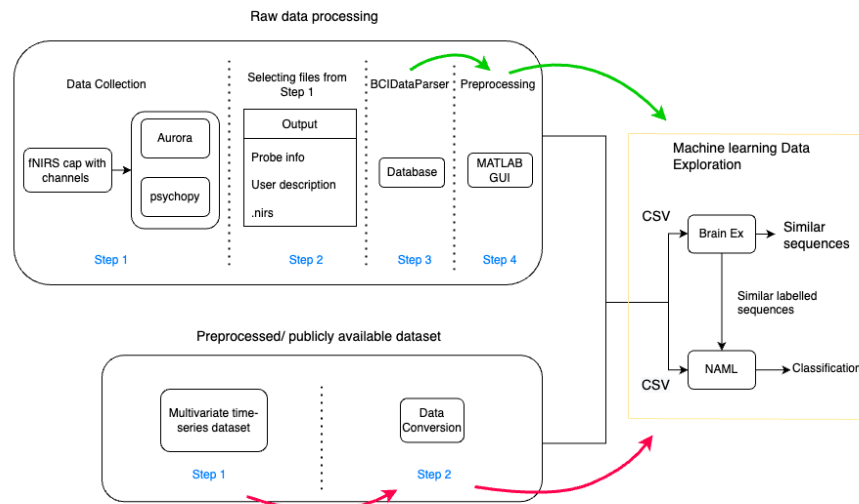 Raw data processing
Data Collection
fNIRS cap with
channels
Aurora
psychopy
Step 1
Selecting files from
Step 1
Output
Probe info
User description
.nirs
Step 2
BCIDataParser
Database
Step 3
Preprocessing
MATLAB
GUI
Step 4
Preprocessed/ publicly available dataset
Multivariate time-
series dataset
Step 1
Data
Conversion
Step 2
Machine learning Data
Exploration
CSV
Brain Ex
Similar
sequences
Similar labelled
sequences
CSV
NAML
Classification